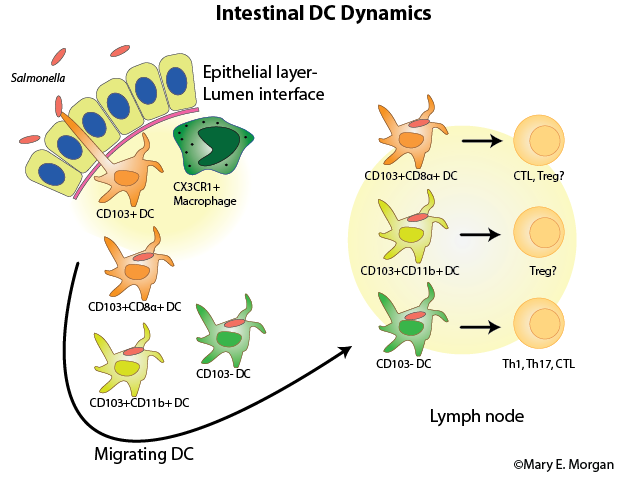 Intestinal DC Dynamics
Salmonella
Epithelial layer-
Lumen interface
CX3CR1+
Macrophage
CD103+ DC
CD103+CD8α+ DC
CD103- DC
CD103+CD11b+ DC
Migrating DC
CD103+CD8α+ DC
CTL, Treg?
CD103+CD11b+ DC
Treg?
CD103- DC
Th1, Th17, CTL
Lymph node
©Mary E. Morgan